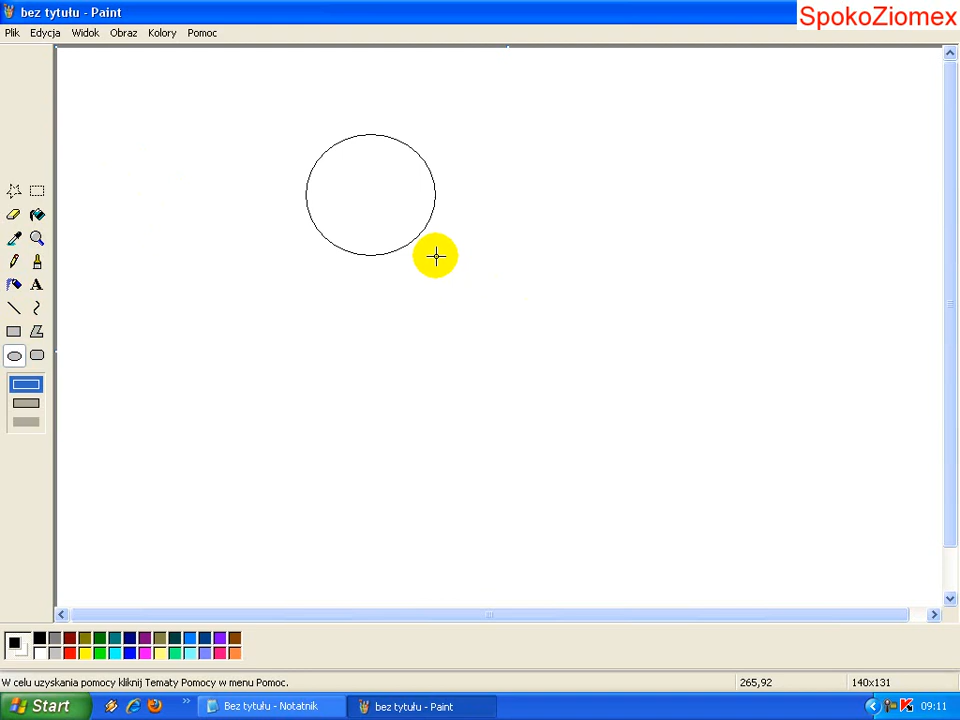 bez tytułu - Paint
SpokoZiomex
Plik Edycja Widok Obraz Kolory Pomoc
A
W celu uzyskania pomocy kliknij Tematy Pomocy w menu Pomoc.
265,92
140x131
Start
Bez tytułu - Notatnik
bez tytułu - Paint
09:11